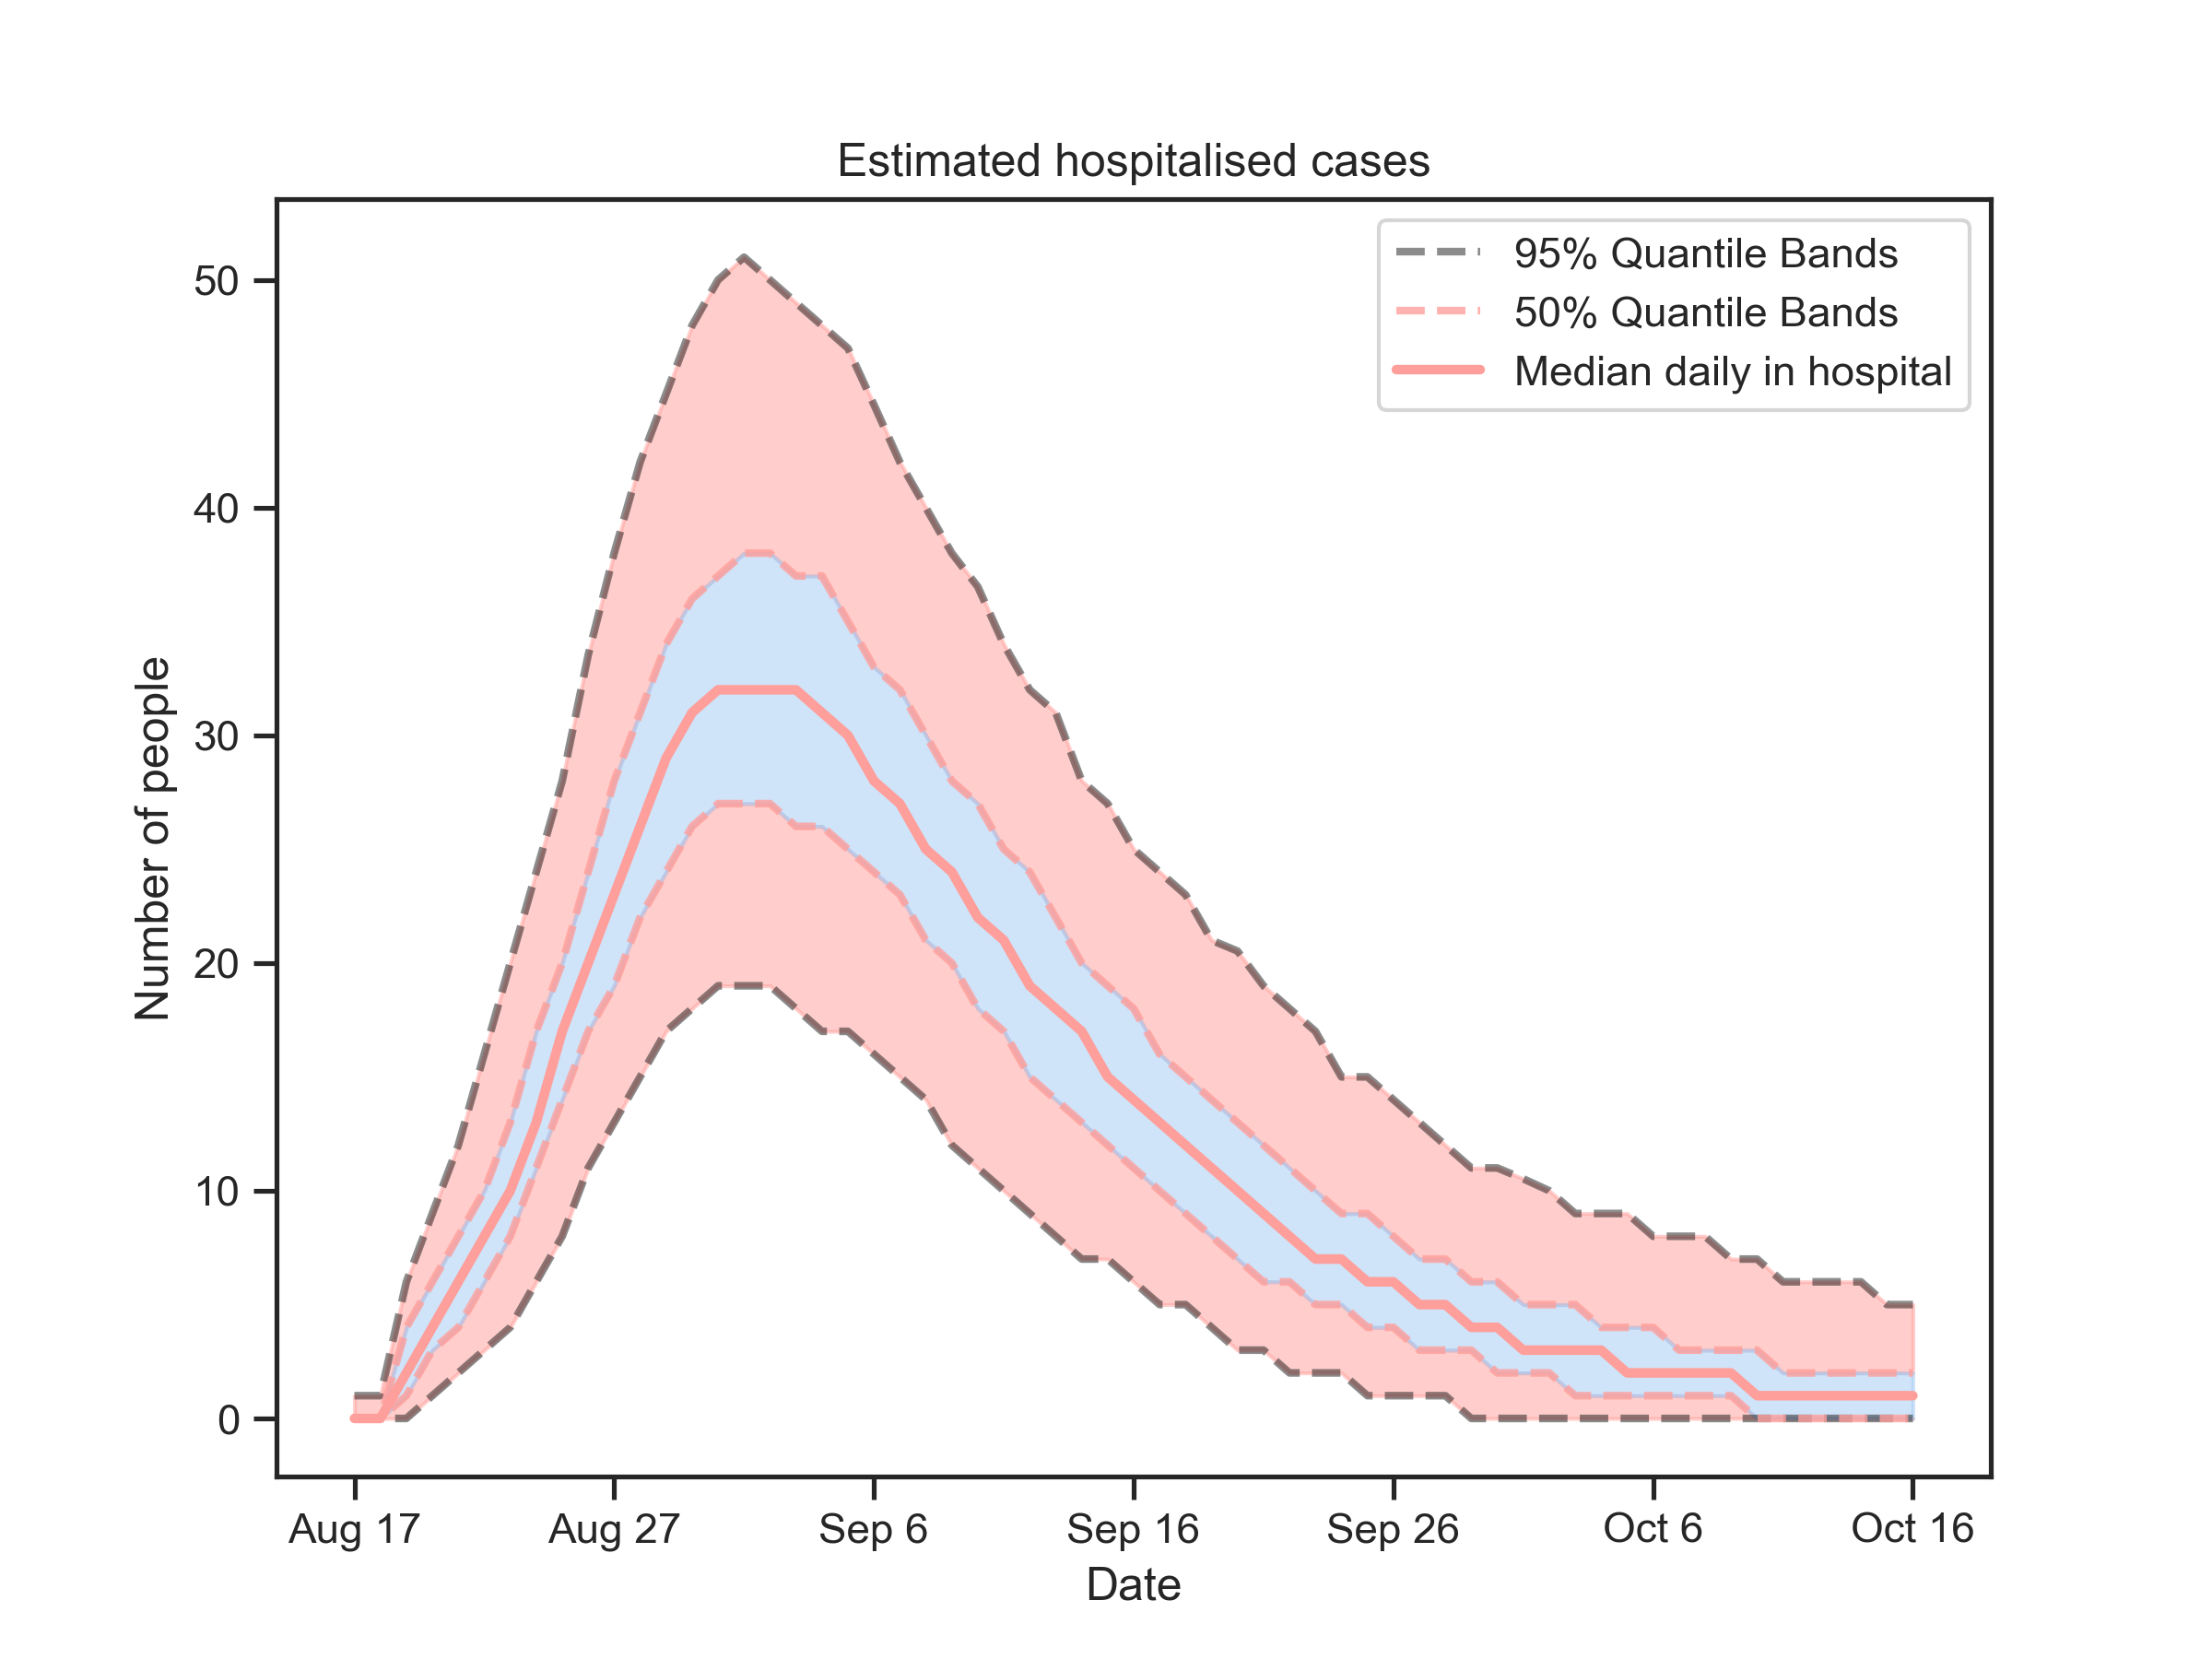 Estimated hospitalised cases
95% Quantile Bands
50% Quantile Bands
Median daily in hospital
Number of people
50
40
30
20
10
0
Aug 17
Aug 27
Sep 6
Sep 16
Sep 26
Oct 6
Oct 16
Date